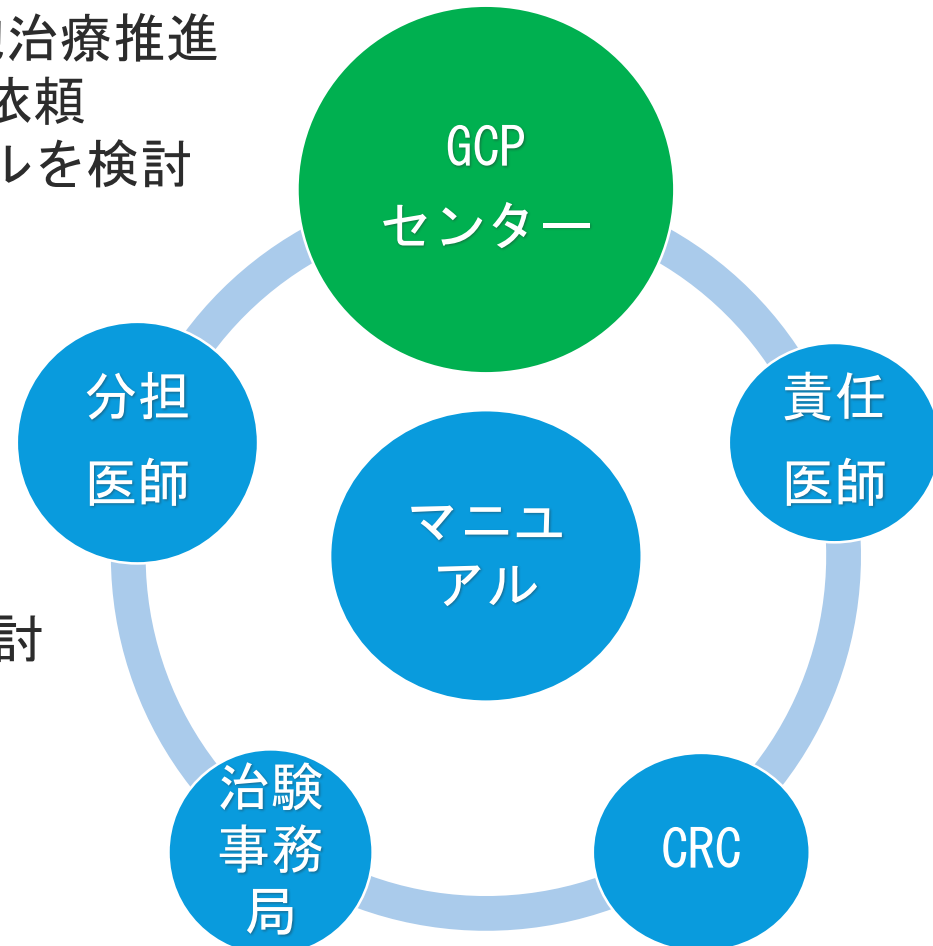 治療推進
依頼
ルを検討
GCP
センター
分担
医師
責任
医師
マニュ
アル
討
治験
事務
局
CRC